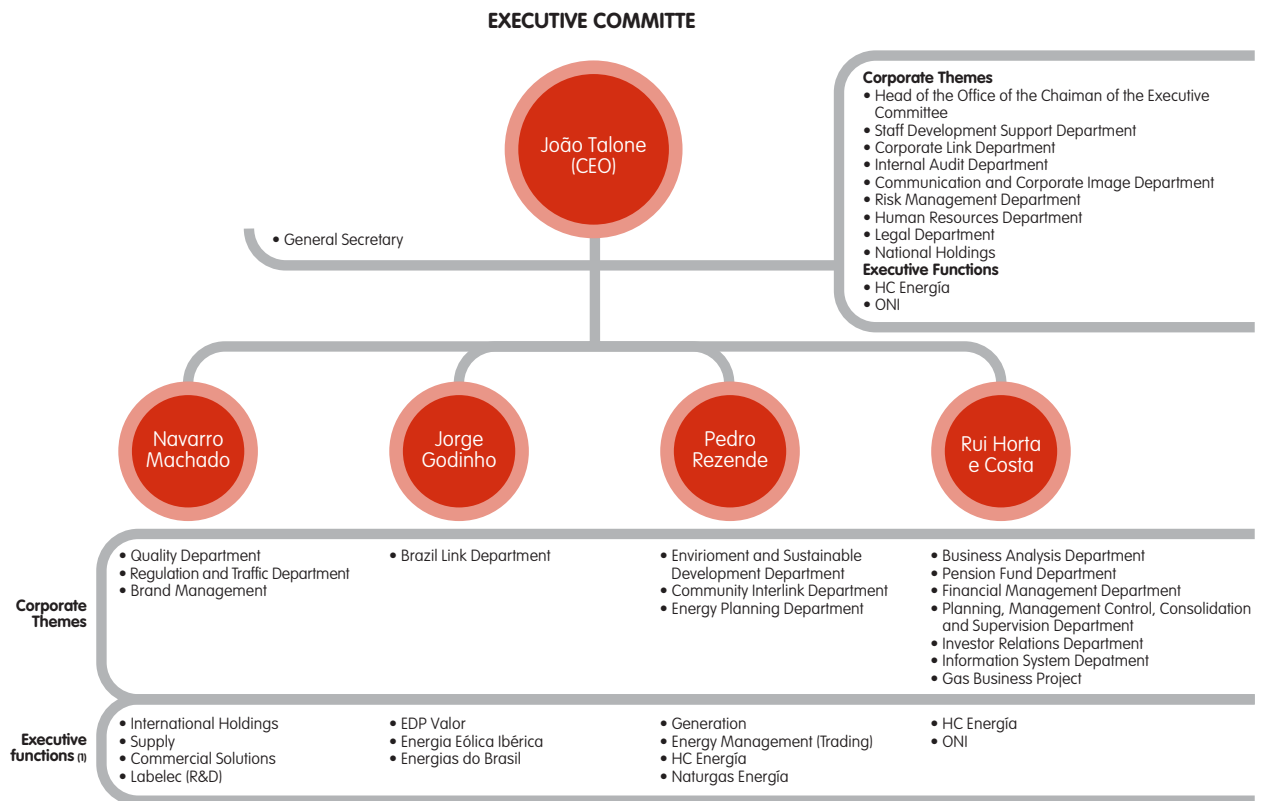 EXECUTIVE COMMITTE
João Talone
(CEO)
Corporate Themes
• Head of the Office of the Chaiman of the Executive
Committee
• Staff Development Support Department
• Corporate Link Department
• Internal Audit Department
• Communication and Corporate Image Department
• Risk Management Department
• Human Resources Department
• Legal Department
• National Holdings
Executive Functions
• HC Energía
• ONI
• General Secretary
Navarro
Machado
Jorge
Godinho
Pedro
Rezende
Rui Horta
e Costa
Corporate
Themes
• Quality Department
• Regulation and Traffic Department
• Brand Management
• Brazil Link Department
• Envirioment and Sustainable
Development Department
• Community Interlink Department
• Energy Planning Department
• Business Analysis Department
• Pension Fund Department
• Financial Management Department
• Planning, Management Control, Consolidation
and Supervision Department
• Investor Relations Department
• Information System Depatment
• Gas Business Project
Executive
functions (1)
• International Holdings
• Supply
• Commercial Solutions
• Labelec (R&D)
• EDP Valor
• Energia Eólica Ibérica
• Energias do Brasil
• Generation
• Energy Management (Trading)
• HC Energía
• Naturgas Energía
• HC Energía
• ONI